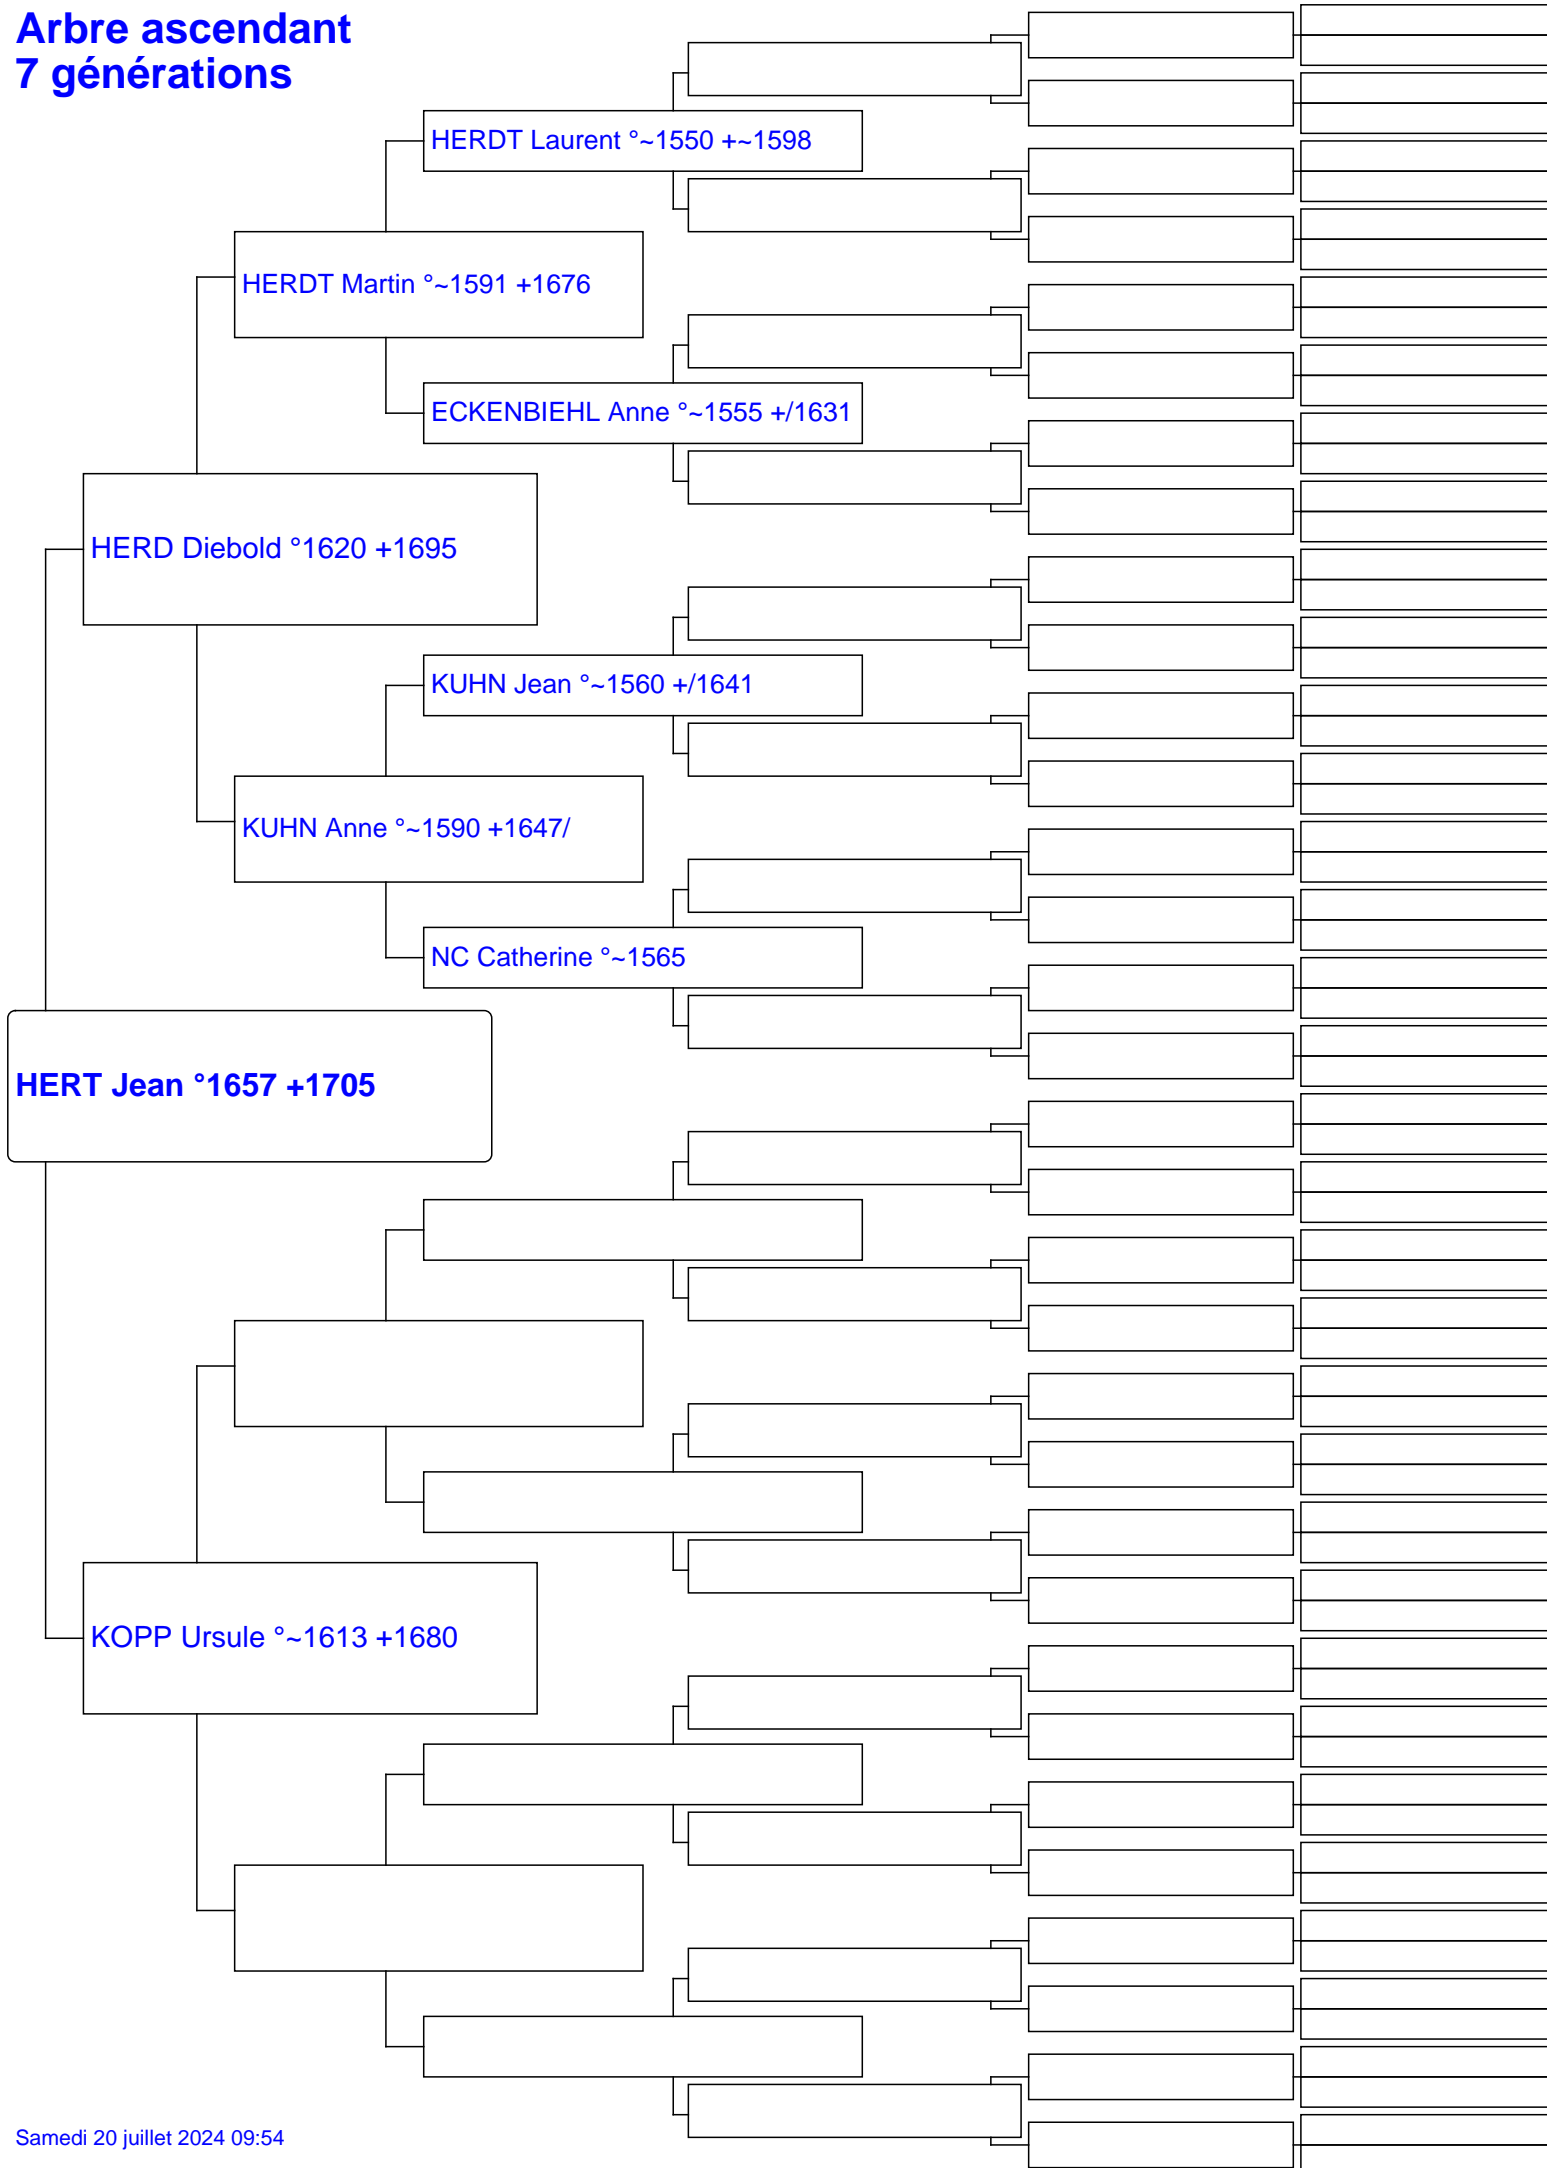 Arbre ascendant
7 générations
HERDT Laurent °~1550 +~1598
HERDT Martin °~1591 +1676
ECKENBIEHL Anne °~1555 +/1631
HERD Diebold °1620 +1695
KUHN Jean °~1560 +/1641
KUHN Anne °~1590 +1647/
NC Catherine °~1565
HERT Jean °1657 +1705
KOPP Ursule °~1613 +1680
Samedi 20 juillet 2024 09:54